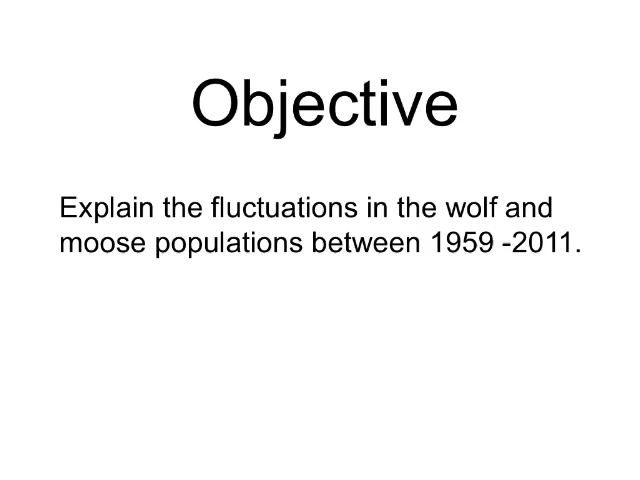 Objective
Explain the fluctuations in the wolf and
moose populations between 1959 -2011.